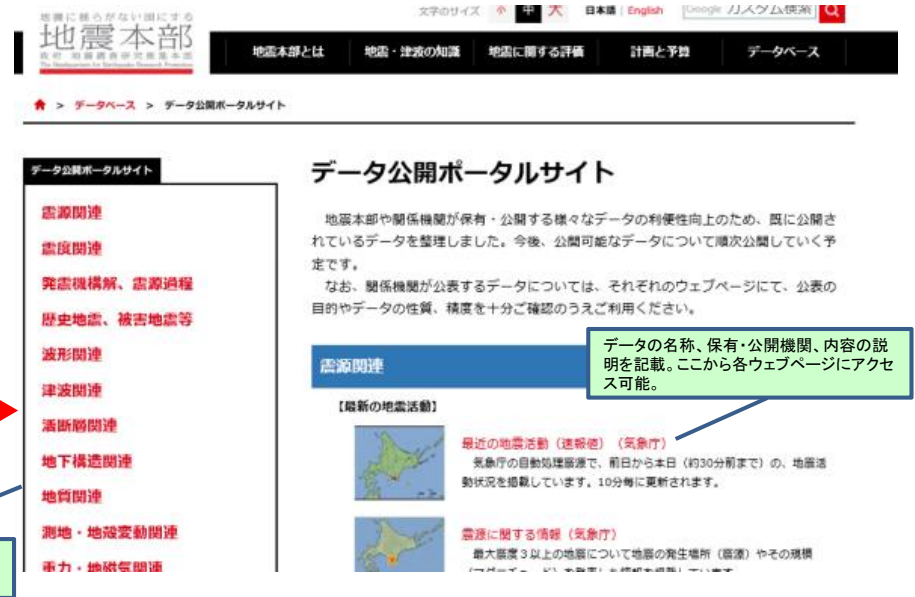 地震に揺るがない国にする
地震本部
政府 地震調査研究推進本部
The Headquarters for Earthquake Research Promotion
文字のサイズ 小 中 大 日本語 | English Google カスタム検索
地震本部とは 地震・津波の知識 地震に関する評価 計画と予算 データベース
> データベース > データ公開ポータルサイト
データ公開ポータルサイト
震源関連
震度関連
発震機構解、震源過程
歴史地震、被害地震等
波形関連
津波関連
活断層関連
地下構造関連
地質関連
測地・地殻変動関連
重力・地磁気関連
データ公開ポータルサイト
地震本部や関係機関が保有・公開する様々なデータの利便性向上のため、既に公開さ
れているデータを整理しました。今後、公開可能なデータについて順次公開していく予
定です。
なお、関係機関が公表するデータについては、それぞれのウェブページにて、公表の
目的やデータの性質、精度を十分ご確認のうえご利用ください。
データの名称、保有・公開機関、内容の説
明を記載。ここから各ウェブページにアクセ
ス可能。
震源関連
【最新の地震活動】
最近の地震活動（速報値）（気象庁）
気象庁の自動処理震源で、前日から本日（約30分前まで）の、地震活
動状況を掲載しています。10分毎に更新されます。
震源に関する情報（気象庁）
最大震度３以上の地震について地震の発生場所（震源）やその規模